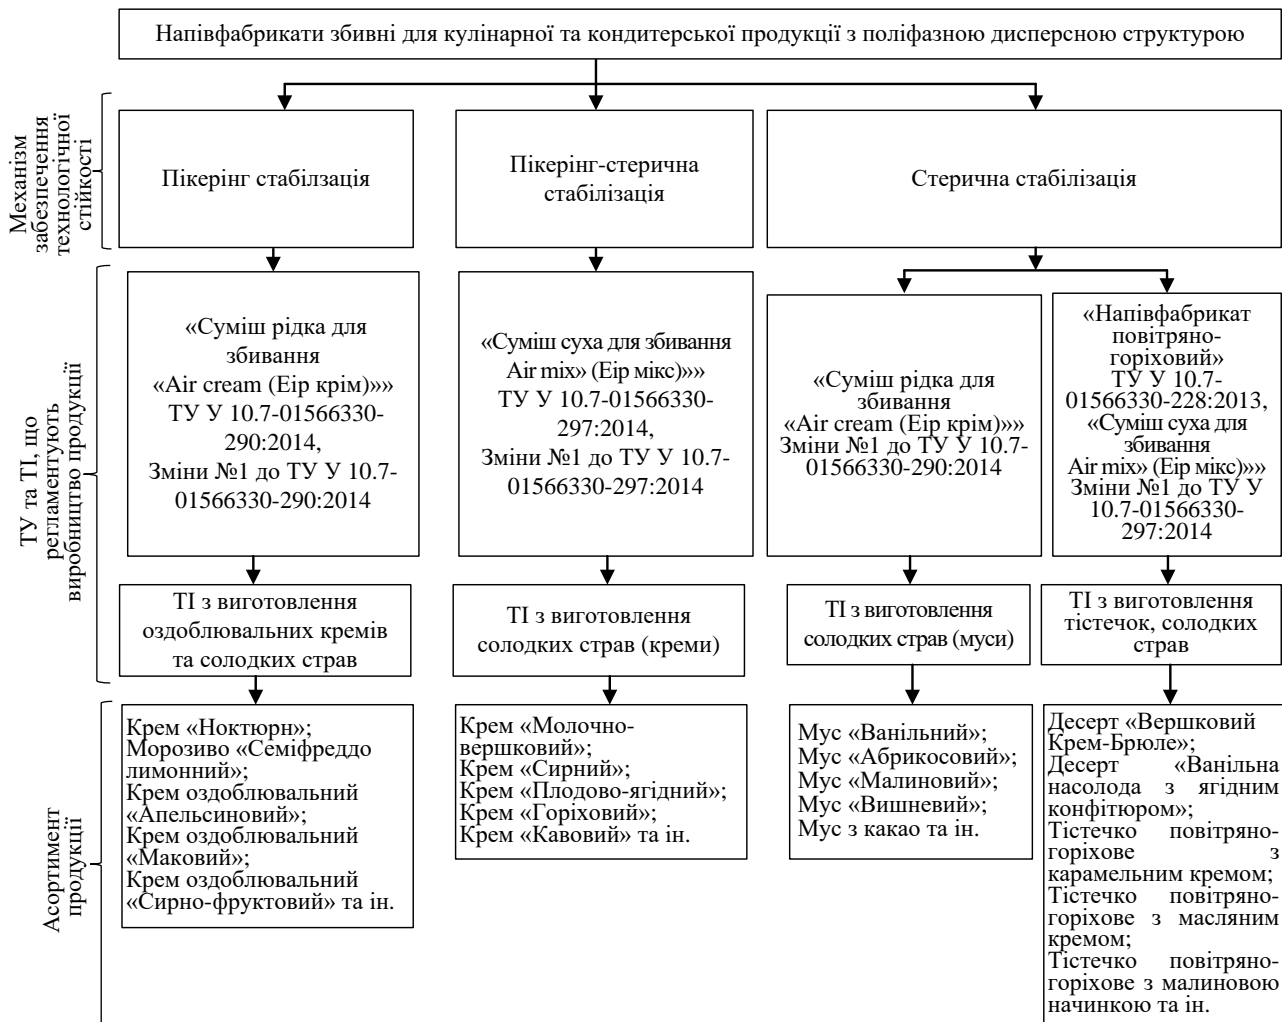 Напівфабрикати збивні для кулінарної та кондитерської продукції з поліфазною дисперсною структурою
Механізм
забезпечення
технологічної
стійкості
Пікерінг стабілзація
Пікерінг-стерична
стабілізація
Стерична стабілізація
ТУ та ТІ, що
регламентують
виробництво продукції
«Суміш рідка для
збивання
«Air cream (Еір крім)»»
ТУ У 10.7-01566330-
290:2014,
Зміни №1 до ТУ У 10.7-
01566330-290:2014
«Суміш суха для збивання
Air mix» (Еір мікс)»»
ТУ У 10.7-01566330-
297:2014,
Зміни №1 до ТУ У 10.7-
01566330-297:2014
«Суміш рідка для
збивання
«Air cream (Еір крім)»»
Зміни №1 до ТУ У 10.7-
01566330-290:2014
«Напівфабрикат
повітряно-
горіховий»
ТУ У 10.7-
01566330-228:2013,
«Суміш суха для
збивання
Air mix» (Еір мікс)»»
Зміни №1 до ТУ У
10.7-01566330-
297:2014
ТІ з виготовлення
оздоблювальних кремів
та солодких страв
ТІ з виготовлення
солодких страв (креми)
ТІ з виготовлення
солодких страв (муси)
ТІ з виготовлення
тістечок, солодких
страв
Асортимент
продукції
Крем «Ноктюрн»;
Морозиво «Семіфреддо
лимонний»;
Крем оздоблювальний
«Апельсиновий»;
Крем оздоблювальний
«Маковий»;
Крем оздоблювальний
«Сирно-фруктовий» та ін.
Крем «Молочно-
вершковий»;
Крем «Сирний»;
Крем «Плодово-ягідний»;
Крем «Горіховий»;
Крем «Кавовий» та ін.
Мус «Ванільний»;
Мус «Абрикосовий»;
Мус «Малиновий»;
Мус «Вишневий»;
Мус з какао та ін.
Десерт «Вершковий
Крем-Брюле»;
Десерт «Ванільна
насолода з ягідним
конфітюром»;
Тістечко повітряно-
горіхове з
карамельним кремом;
Тістечко повітряно-
горіхове з масляним
кремом;
Тістечко повітряно-
горіхове з малиновою
начинкою та ін.